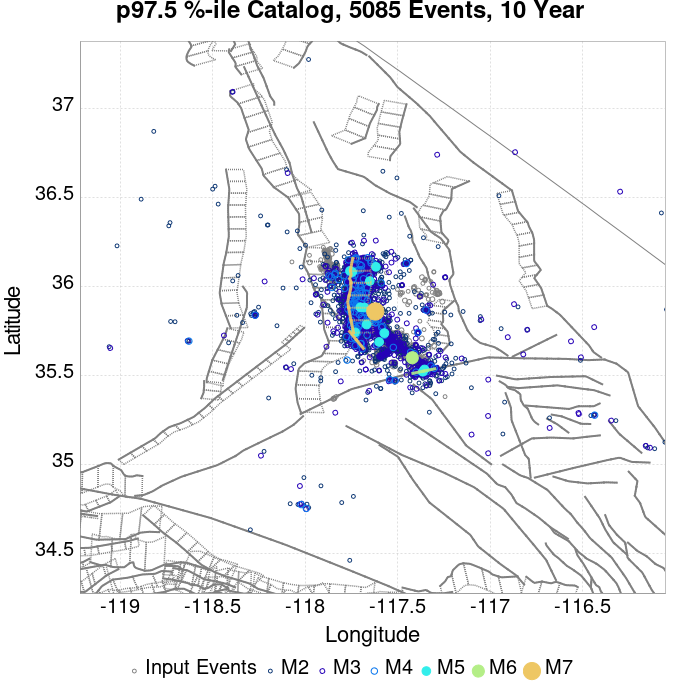 p97.5 %-ile Catalog, 5085 Events, 10 Year
37
36.5
36
35.5
35
34.5
Latitude
-119
-118.5
-118
-117.5
-117
-116.5
Longitude
Input Events
M2
M3
M4
M5
M6
M7